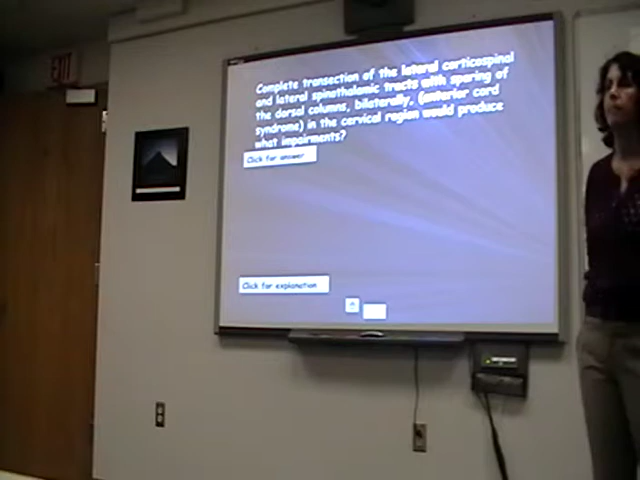 EXIT
Complete transection of the lateral corticospinal
and lateral spinothalamic tracts with sparing of
the dorsal columns, bilaterally, (anterior cord
syndrome) in the cervical region would produce
what impairments?
Click for answer
Click for explanation